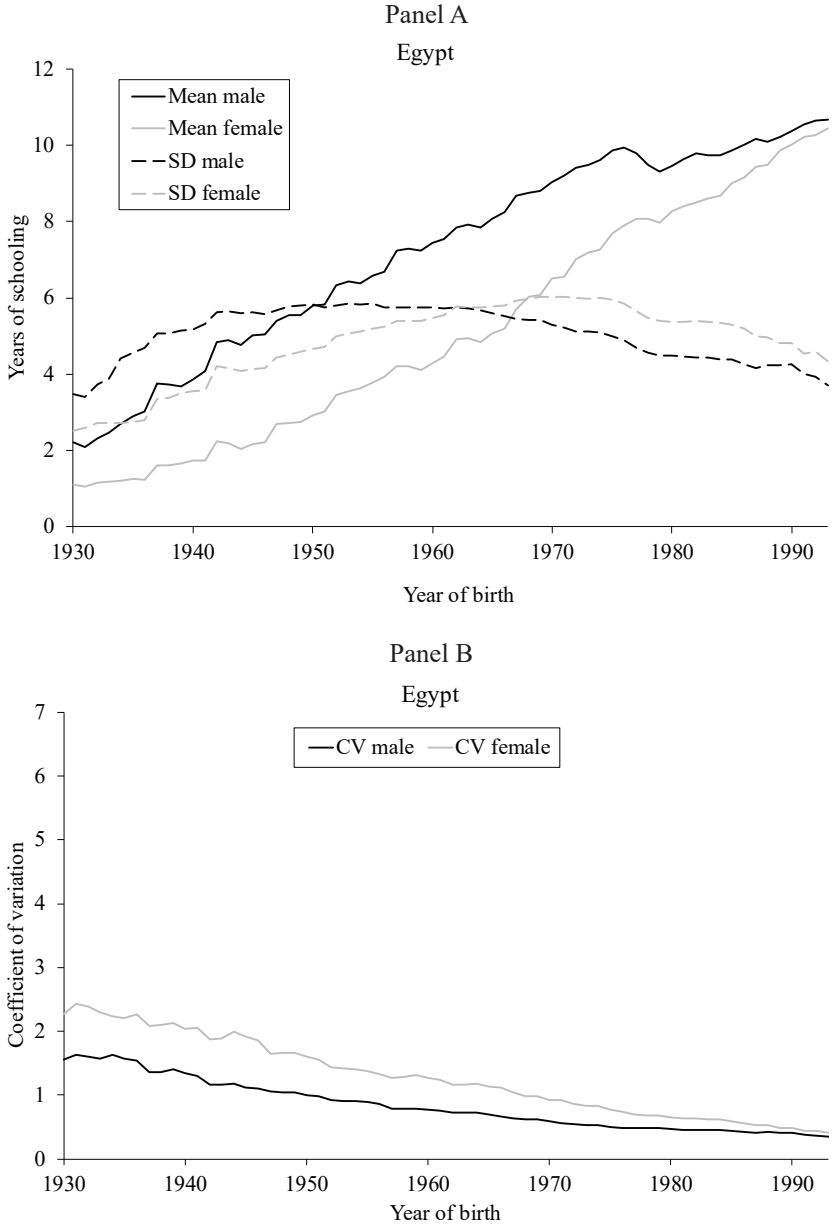 Panel A
Egypt
12
10
8
6
4
2
0
Years of schooling
Mean male
Mean female
SD male
SD female
1930 1940 1950 1960 1970 1980 1990
Year of birth
Panel B
Egypt
7
6
5
4
3
2
1
0
Coefficient of variation
CV male CV female
1930 1940 1950 1960 1970 1980 1990
Year of birth